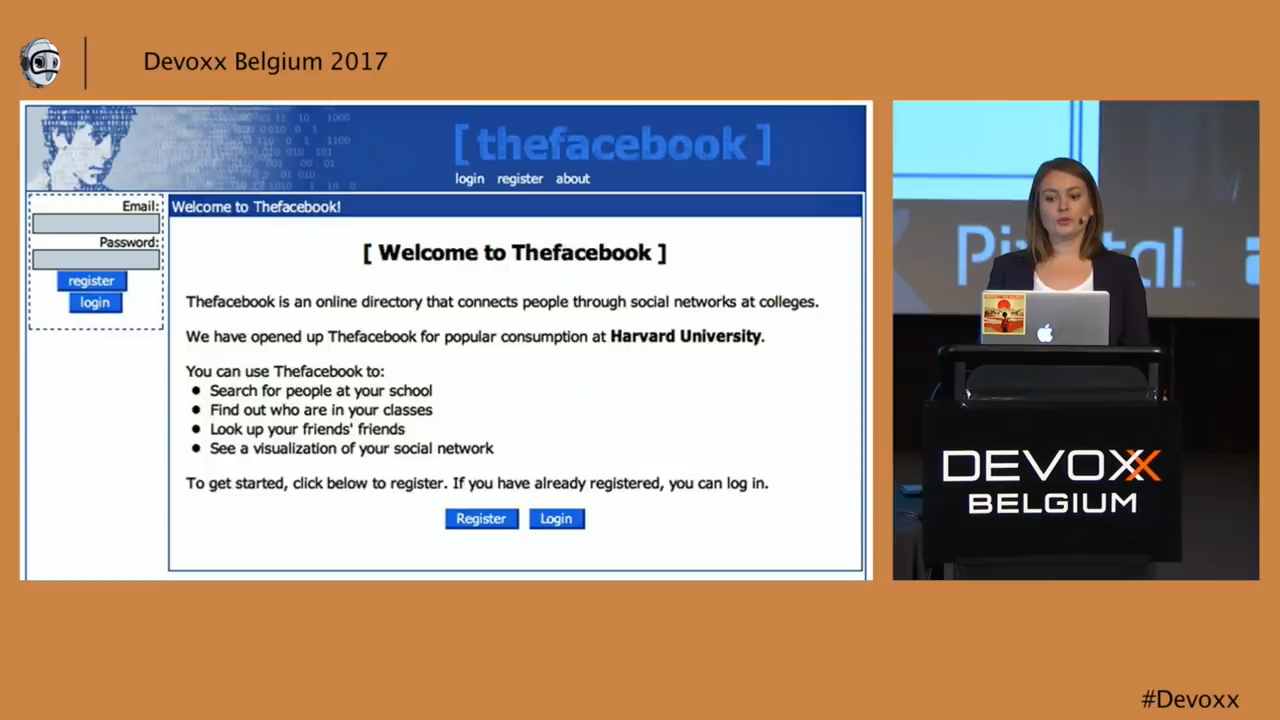 Devoxx Belgium 2017
[ thefacebook ]
login register about
Email:
Password:
register
login
Welcome to Thefacebook!
[ Welcome to Thefacebook ]
Thefacebook is an online directory that connects people through social networks at colleges.
We have opened up Thefacebook for popular consumption at Harvard University.
You can use Thefacebook to:
• Search for people at your school
• Find out who are in your classes
• Look up your friends' friends
• See a visualization of your social network
To get started, click below to register. If you have already registered, you can log in.
Register Login
DEVOXX
BELGIUM
#Devoxx